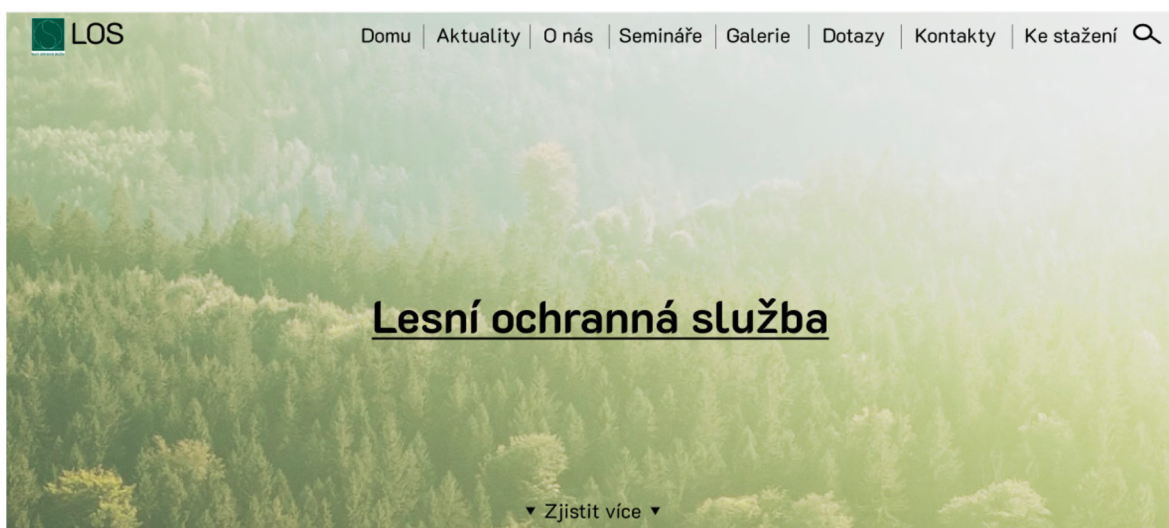 LOS
Domu | Aktuality | O nás | Semináře | Galerie | Dotazy | Kontakty | Ke stažení
Lesní ochranná služba
▼ Zjistit více ▼